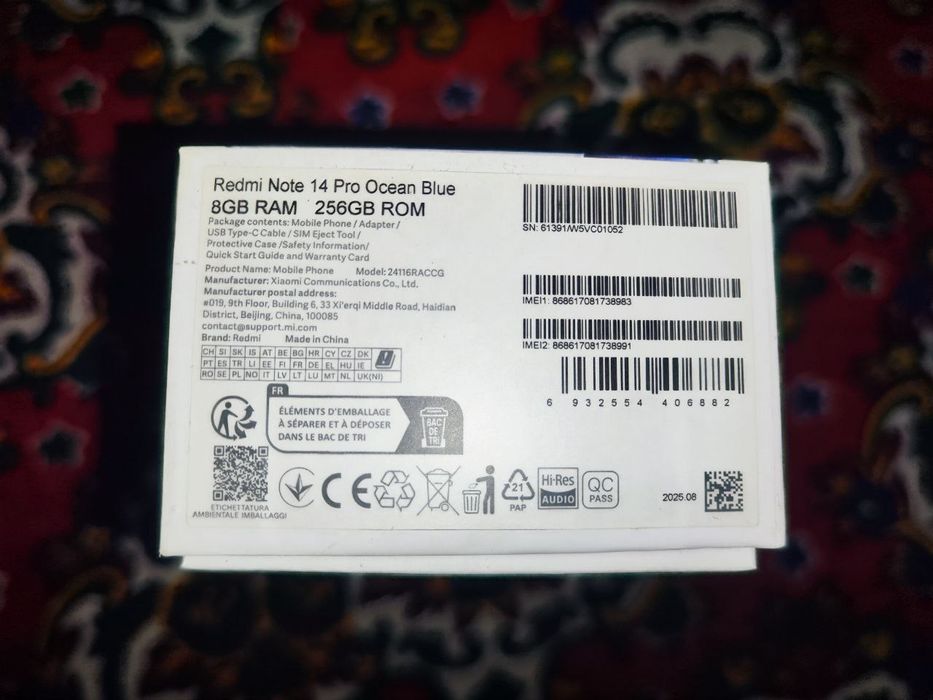 Redmi Note 14 Pro Ocean Blue
8GB RAM 256GB ROM
Package contents: Mobile Phone / Adapter /
USB Type-C Cable / SIM Eject Tool /
Protective Case /Safety Information/
Quick Start Guide and Warranty Card
Product Name: Mobile Phone Model: 24116RACCG
Manufacturer: Xiaomi Communications Co., Ltd.
Manufacturer postal address:
#019, 9th Floor, Building 6, 33 Xi'erqi Middle Road, Haidian
District, Beijing, China, 100085
contact@support.mi.com
Brand: Redmi Made in China
CH SI SK IS AT BE BG HR CY CZ DK
PT ES TR LI EE FI FR DE EL HU IE
RO SE PL NO IT LV LT LU MT NL UK(NI)
FR
ÉLÉMENTS D'EMBALLAGE
À SÉPARER ET À DÉPOSER
DANS LE BAC DE TRI
BAC
DE
TRI
ETICHETTATURA
AMBIENTALE IMBALLAGGI
CE
21
PAP
Hi-Res
AUDIO
QC
PASS
SN: 61391/W5VC01052
IMEI1: 868617081738983
IMEI2: 868617081738991
6 932554 406882
2025.08